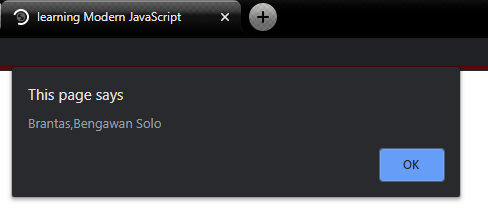 learning Modern JavaScript
This page says
Brantas,Bengawan Solo
OK